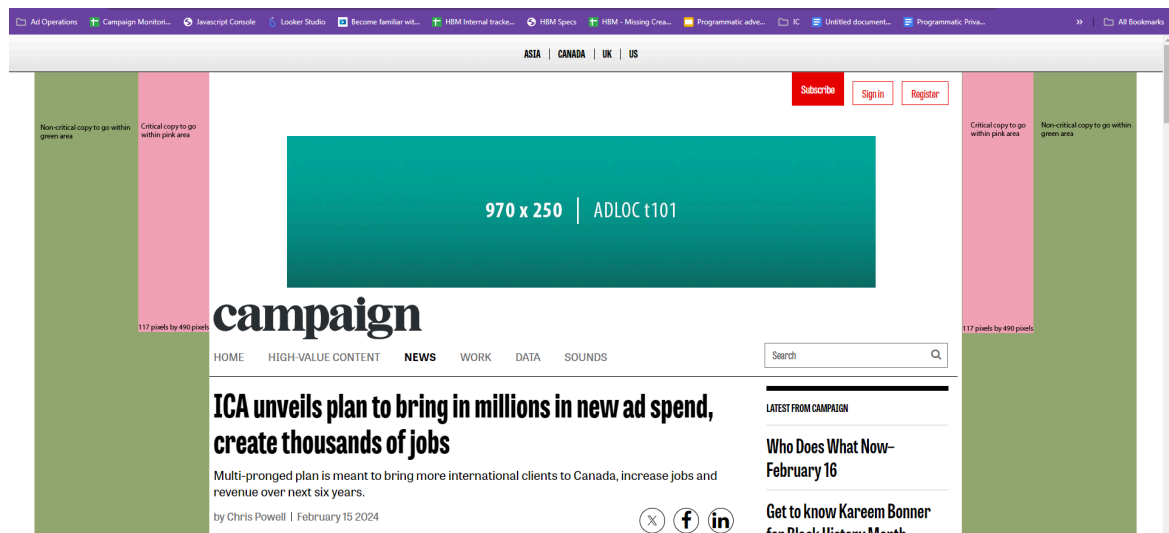 Ad Operations Campaign Monitori... Javascript Console Looker Studio Become familiar wit... HBM Internal tracke... HBM Specs HBM - Missing Crea... Programmatic adve... IC Untitled document... Programmatic Priva... » All Bookmarks
ASIA | CANADA | UK | US
Subscribe Sign in Register
Non-critical copy to go within
green area
Critical copy to go
within pink area
Critical copy to go
within pink area
Non-critical copy to go within
green area
970 x 250 | ADLOC t101
117 pixels by 490 pixels
117 pixels by 490 pixels
campaign
HOME HIGH-VALUE CONTENT NEWS WORK DATA SOUNDS
Search
ICA unveils plan to bring in millions in new ad spend,
create thousands of jobs
Multi-pronged plan is meant to bring more international clients to Canada, increase jobs and
revenue over next six years.
by Chris Powell | February 15 2024
X f in
LATEST FROM CAMPAIGN
Who Does What Now–
February 16
Get to know Kareem Bonner
for Black History Month